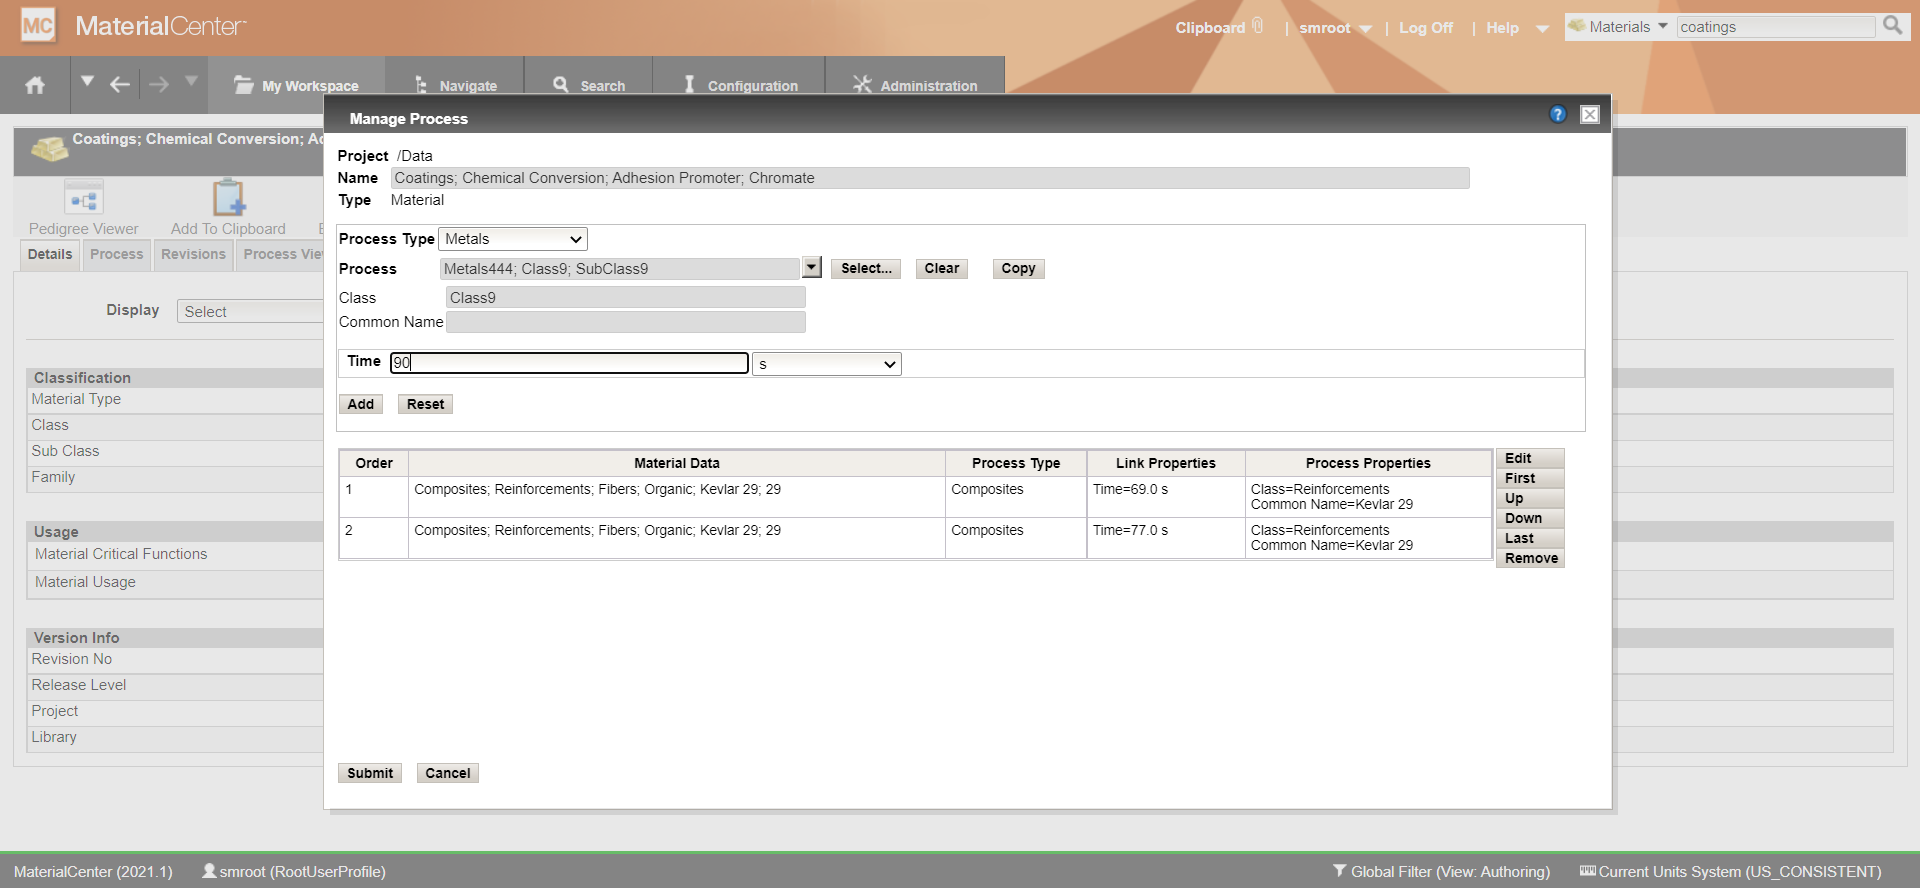 MC MaterialCenter
Clipboard | smroot | Log Off | Help Materials coatings
My Workspace Navigate Search Configuration Administration
Coatings; Chemical Conversion; Ad
Pedigree Viewer Add To Clipboard
Details Process Revisions Process Vie
Display Select
Classification
Material Type
Class
Sub Class
Family
Usage
Material Critical Functions
Material Usage
Version Info
Revision No
Release Level
Project
Library
Manage Process ?
Project /Data
Name Coatings; Chemical Conversion; Adhesion Promoter; Chromate
Type Material
Process Type Metals
Process Metals444; Class9; SubClass9 Select... Clear Copy
Class Class9
Common Name
Time 90 s
Add Reset
Order Material Data Process Type Link Properties Process Properties
1 Composites; Reinforcements; Fibers; Organic; Kevlar 29; 29 Composites Time=69.0 s Class=Reinforcements
Common Name=Kevlar 29
2 Composites; Reinforcements; Fibers; Organic; Kevlar 29; 29 Composites Time=77.0 s Class=Reinforcements
Common Name=Kevlar 29
Edit
First
Up
Down
Last
Remove
Submit Cancel
MaterialCenter (2021.1) smroot (RootUserProfile) Global Filter (View: Authoring) Current Units System (US_CONSISTENT)